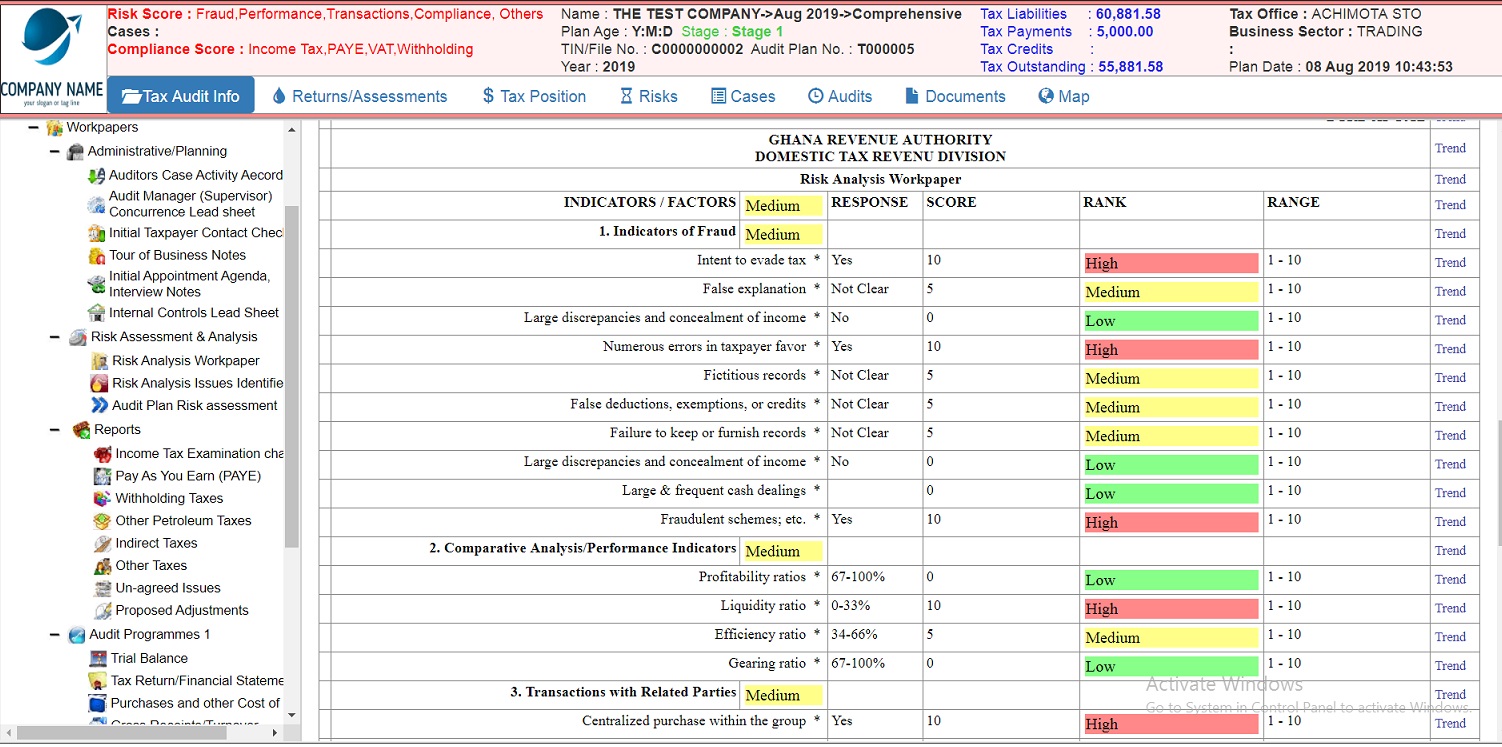 Risk Score : Fraud,Performance,Transactions,Compliance, Others
Cases :
Compliance Score : Income Tax,PAYE,VAT,Withholding
Name : THE TEST COMPANY->Aug 2019->Comprehensive
Plan Age : Y:M:D Stage : Stage 1
TIN/File No. : C0000000002 Audit Plan No. : T000005
Year : 2019
Tax Liabilities : 60,881.58
Tax Payments : 5,000.00
Tax Credits :
Tax Outstanding : 55,881.58
Tax Office : ACHIMOTA STO
Business Sector : TRADING
:
Plan Date : 08 Aug 2019 10:43:53
COMPANY NAME
your slogan or tag line
Tax Audit Info Returns/Assessments $ Tax Position Risks Cases Audits Documents Map
Workpapers
Administrative/Planning
Auditors Case Activity Aecord
Audit Manager (Supervisor)
Concurrence Lead sheet
Initial Taxpayer Contact Chec
Tour of Business Notes
Initial Appointment Agenda,
Interview Notes
Internal Controls Lead Sheet
Risk Assessment & Analysis
Risk Analysis Workpaper
Risk Analysis Issues Identifie
Audit Plan Risk assessment
Reports
Income Tax Examination cha
Pay As You Earn (PAYE)
Withholding Taxes
Other Petroleum Taxes
Indirect Taxes
Other Taxes
Un-agreed Issues
Proposed Adjustments
Audit Programmes 1
Trial Balance
Tax Return/Financial Stateme
Purchases and other Cost of
GHANA REVENUE AUTHORITY
DOMESTIC TAX REVENU DIVISION Trend
Risk Analysis Workpaper Trend
INDICATORS / FACTORS Medium RESPONSE SCORE RANK RANGE Trend
1. Indicators of Fraud Medium Trend
Intent to evade tax * Yes 10 High 1 - 10 Trend
False explanation * Not Clear 5 Medium 1 - 10 Trend
Large discrepancies and concealment of income * No 0 Low 1 - 10 Trend
Numerous errors in taxpayer favor * Yes 10 High 1 - 10 Trend
Fictitious records * Not Clear 5 Medium 1 - 10 Trend
False deductions, exemptions, or credits * Not Clear 5 Medium 1 - 10 Trend
Failure to keep or furnish records * Not Clear 5 Medium 1 - 10 Trend
Large discrepancies and concealment of income * No 0 Low 1 - 10 Trend
Large & frequent cash dealings * 0 Low 1 - 10 Trend
Fraudulent schemes; etc. * Yes 10 High 1 - 10 Trend
2. Comparative Analysis/Performance Indicators Medium Trend
Profitability ratios * 67-100% 0 Low 1 - 10 Trend
Liquidity ratio * 0-33% 10 High 1 - 10 Trend
Efficiency ratio * 34-66% 5 Medium 1 - 10 Trend
Gearing ratio * 67-100% 0 Low 1 - 10 Trend
3. Transactions with Related Parties Medium Trend
Centralized purchase within the group * Yes 10 High 1 - 10 Trend
Activate Windows
Go to System in Control Panel to activate Windows.